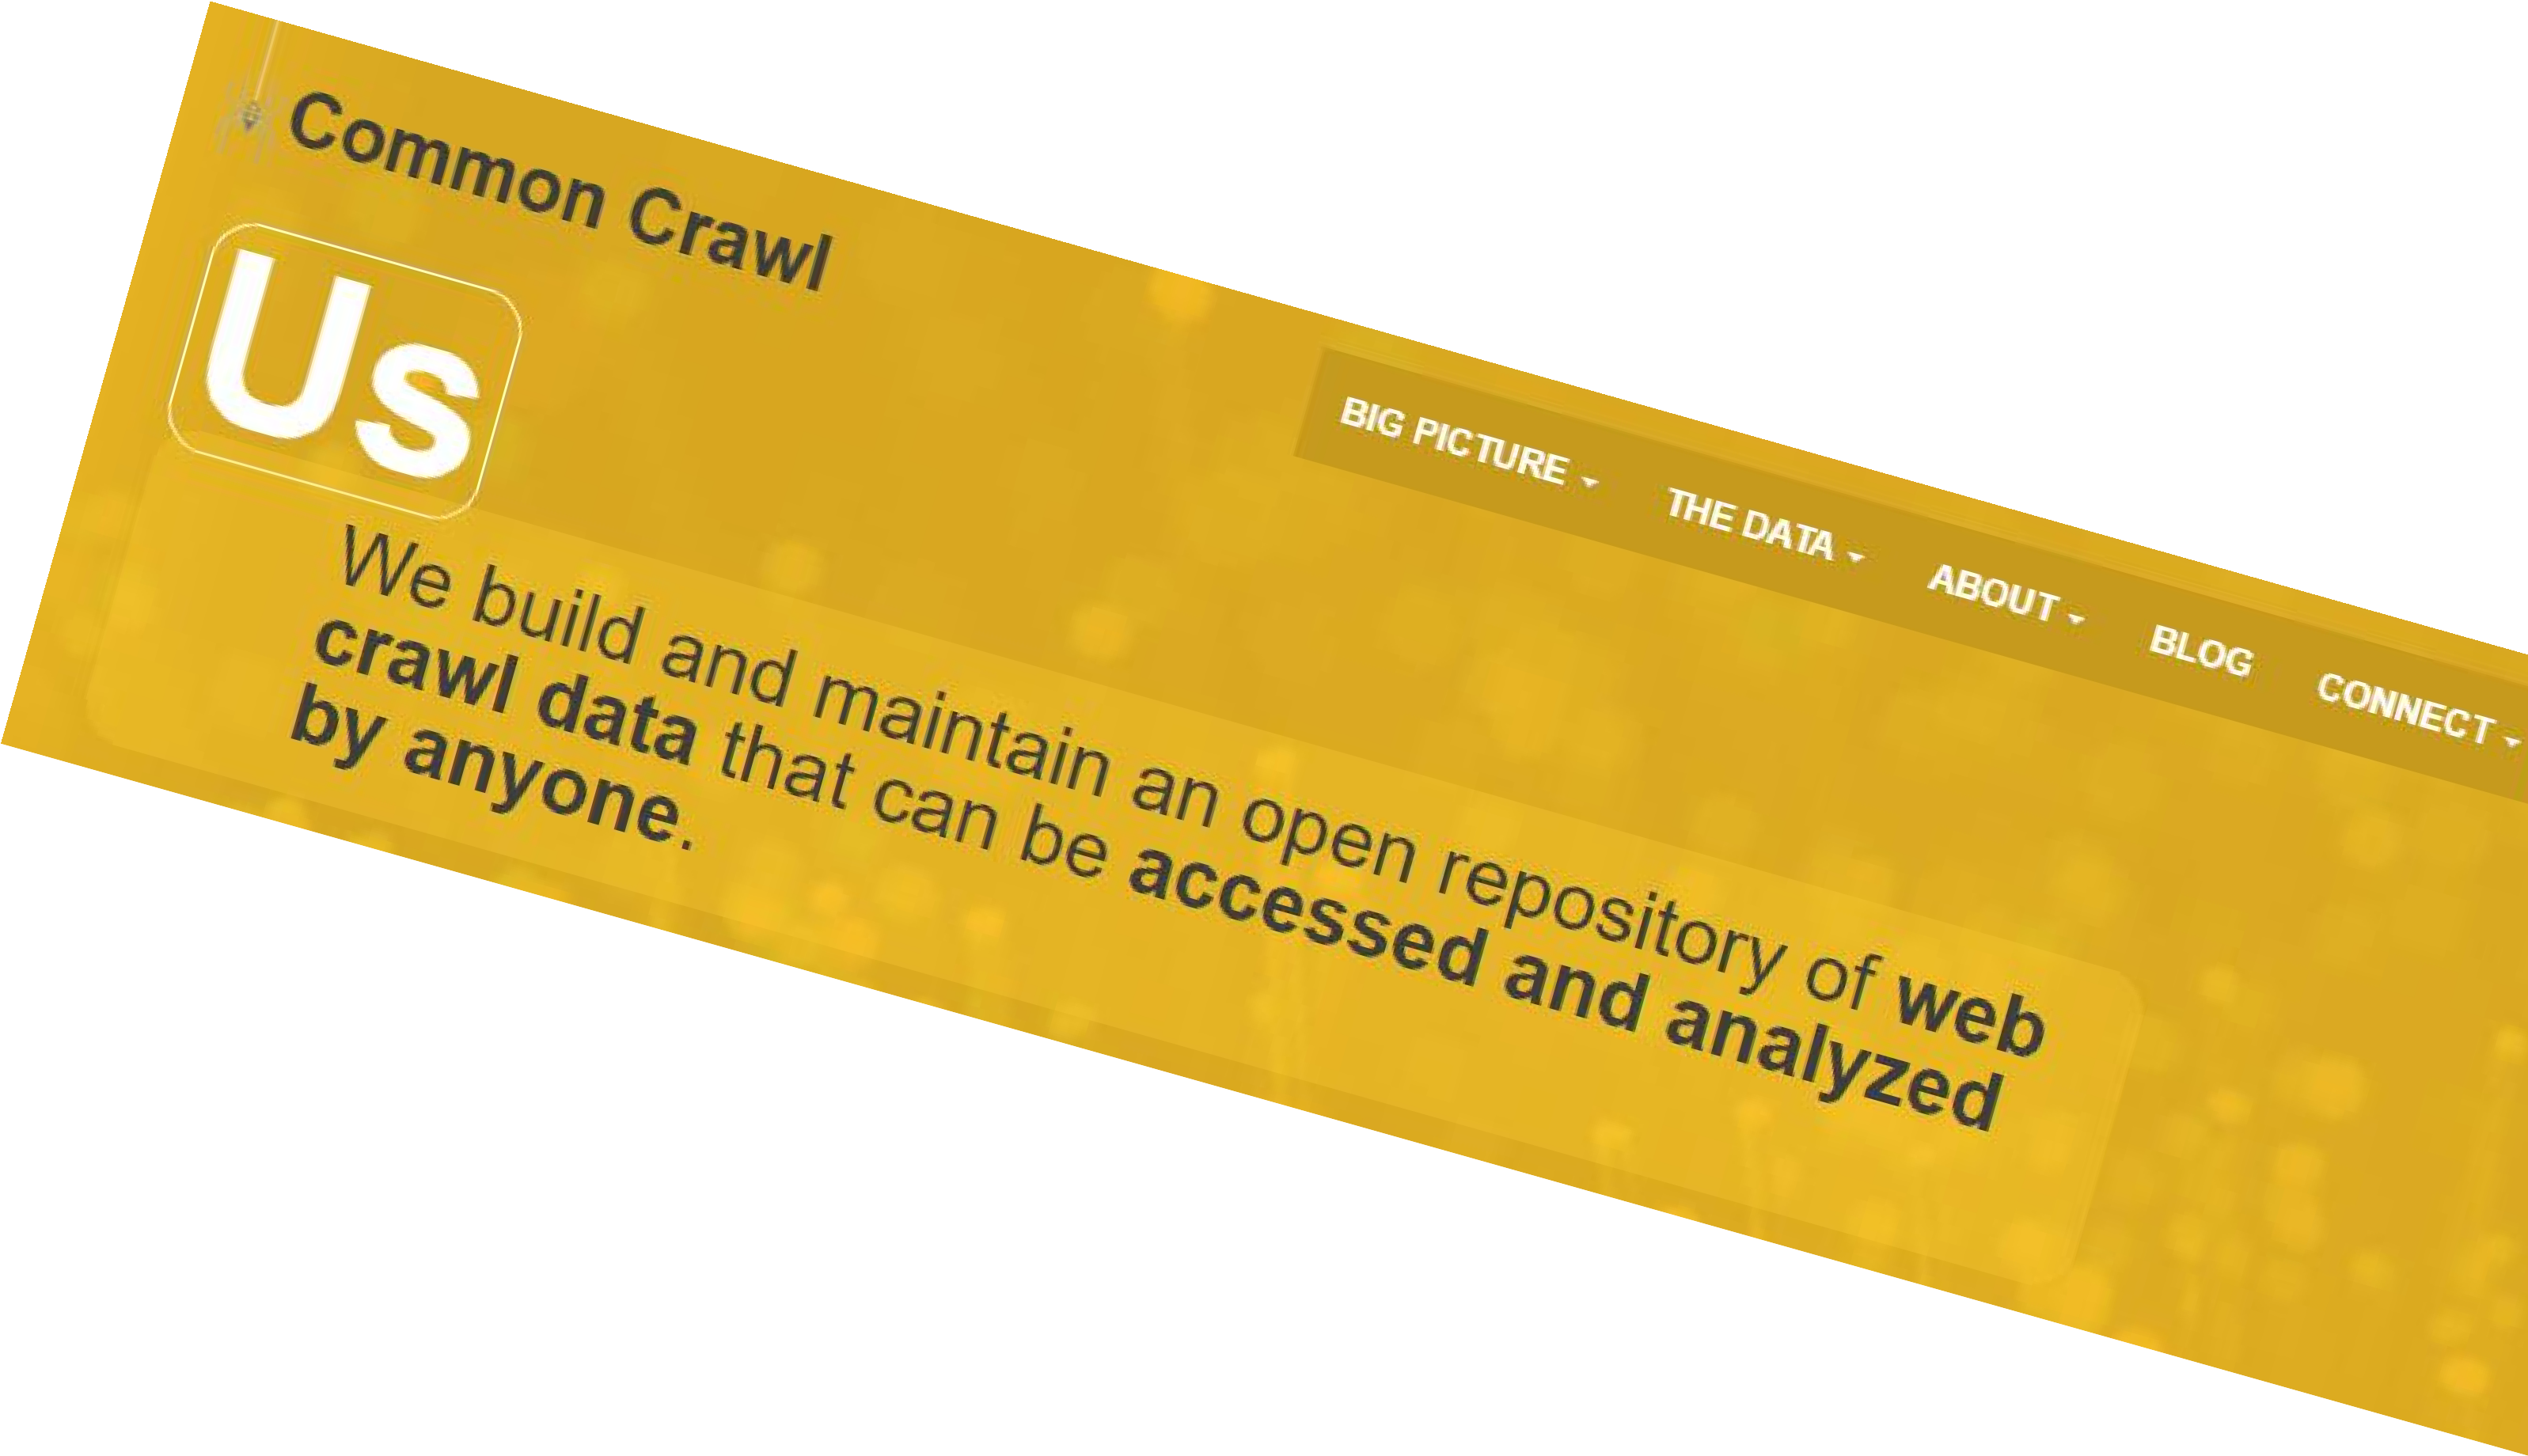 Common Crawl
BIG PICTURE
THE DATA
ABOUT
BLOG
CONNECT
Us
We build and maintain an open repository of web
crawl data that can be accessed and analyzed
by anyone.